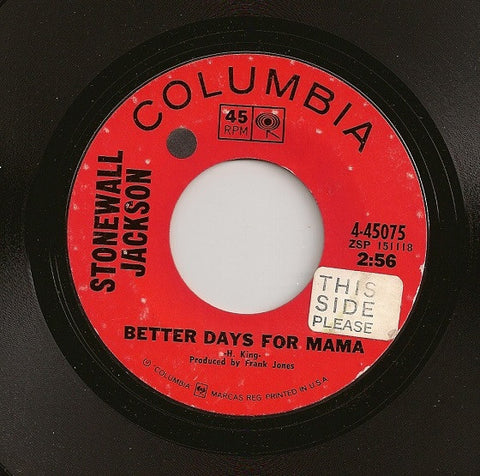 COLUMBIA
45
RPM
STONEWALL
JACKSON
4-45075
ZSP 151118
2:56
THIS
SIDE
PLEASE
BETTER DAYS FOR MAMA
-H. King-
Produced by Frank Jones
℗ COLUMBIA MARCAS REG. PRINTED IN U.S.A.